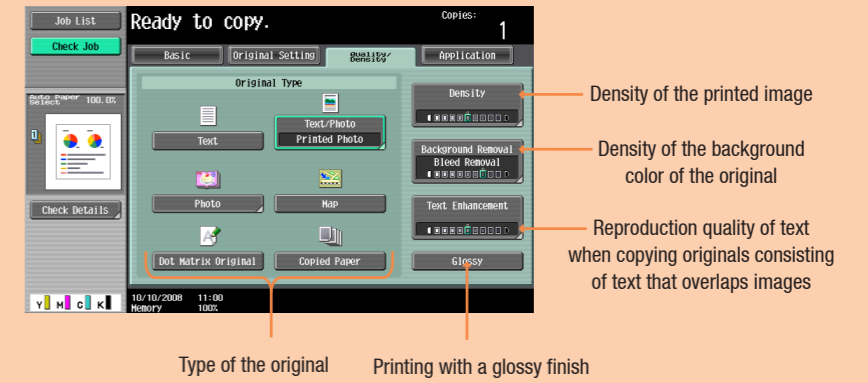 Job List
Ready to copy.
Copies:
1
Check Job
Basic
Original Setting
Quality/
Density
Application
Original Type
Auto Paper
Select
100.0%
1
Text
Text/Photo
Printed Photo
Density
Density of the printed image
Background Removal
Bleed Removal
Density of the background
color of the original
Check Details
Photo
Map
Text Enhancement
Reproduction quality of text
when copying originals consisting
of text that overlaps images
Dot Matrix Original
Copied Paper
Glossy
Y M C K
10/10/2008 11:00
Memory 100%
Type of the original
Printing with a glossy finish